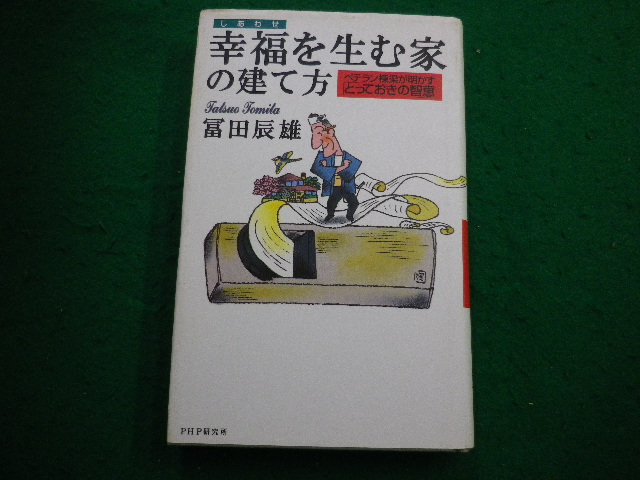 しあわせ
幸福を生む家
の建て方
ベテラン棟梁が明かす
とっておきの智恵
Tatsuo Tomita
冨田辰雄
PHP研究所